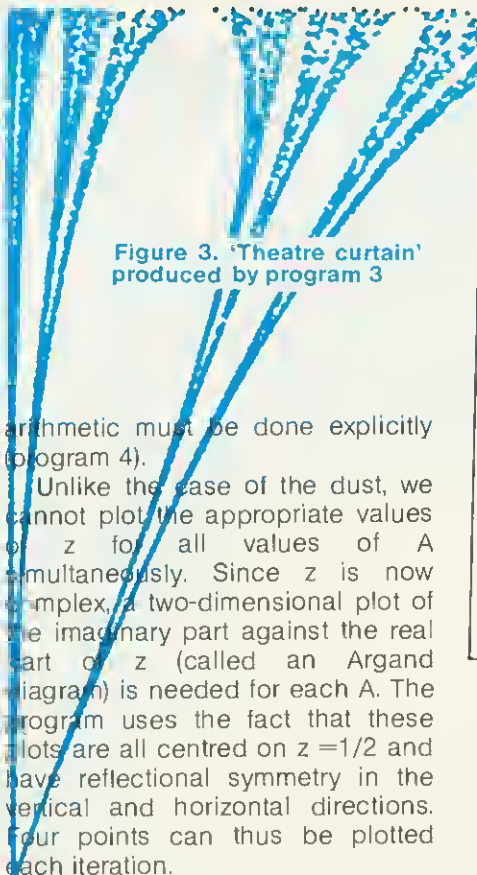 Figure 3. 'Theatre curtain'
produced by program 3
arithmetic must be done explicitly
(program 4).
Unlike the case of the dust, we
cannot plot the appropriate values
of z for all values of A
simultaneously. Since z is now
complex, a two-dimensional plot of
the imaginary part against the real
part of z (called an Argand
diagram) is needed for each A. The
program uses the fact that these
plots are all centred on z =1/2 and
have reflectional symmetry in the
vertical and horizontal directions.
Four points can thus be plotted
each iteration.